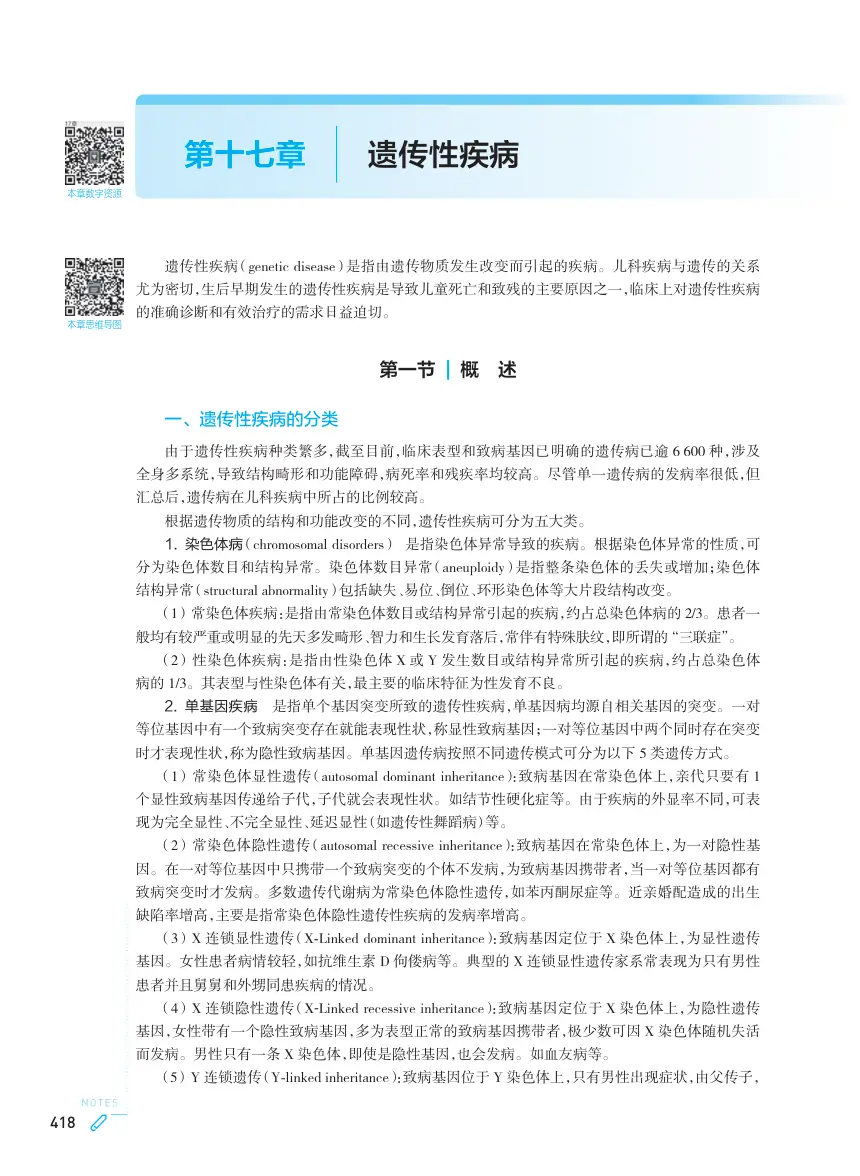 第十七章
遗传性疾病
17章
本章数字资源
本章思维导图
遗传性疾病（genetic disease）是指由遗传物质发生改变而引起的疾病。儿科疾病与遗传的关系
尤为密切，生后早期发生的遗传性疾病是导致儿童死亡和致残的主要原因之一，临床上对遗传性疾病
的准确诊断和有效治疗的需求日益迫切。
第一节 概 述
一、遗传性疾病的分类
由于遗传性疾病种类繁多，截至目前，临床表型和致病基因已明确的遗传病已逾 6 600 种，涉及
全身多系统，导致结构畸形和功能障碍，病死率和残疾率均较高。尽管单一遗传病的发病率很低，但
汇总后，遗传病在儿科疾病中所占的比例较高。
根据遗传物质的结构和功能改变的不同，遗传性疾病可分为五大类。
1. 染色体病（chromosomal disorders） 是指染色体异常导致的疾病。根据染色体异常的性质，可
分为染色体数目和结构异常。染色体数目异常（aneuploidy）是指整条染色体的丢失或增加；染色体
结构异常（structural abnormality）包括缺失、易位、倒位、环形染色体等大片段结构改变。
（1）常染色体疾病：是指由常染色体数目或结构异常引起的疾病，约占总染色体病的 2/3。患者一
般均有较严重或明显的先天多发畸形、智力和生长发育落后，常伴有特殊肤纹，即所谓的“三联症”。
（2）性染色体疾病：是指由性染色体 X 或 Y 发生数目或结构异常所引起的疾病，约占总染色体
病的 1/3。其表型与性染色体有关，最主要的临床特征为性发育不良。
2. 单基因疾病 是指单个基因突变所致的遗传性疾病，单基因病均源自相关基因的突变。一对
等位基因中有一个致病突变存在就能表现性状，称显性致病基因；一对等位基因中两个同时存在突变
时才表现性状，称为隐性致病基因。单基因遗传病按照不同遗传模式可分为以下 5 类遗传方式。
（1）常染色体显性遗传（autosomal dominant inheritance）：致病基因在常染色体上，亲代只要有 1
个显性致病基因传递给子代，子代就会表现性状。如结节性硬化症等。由于疾病的外显率不同，可表
现为完全显性、不完全显性、延迟显性（如遗传性舞蹈病）等。
（2）常染色体隐性遗传（autosomal recessive inheritance）：致病基因在常染色体上，为一对隐性基
因。在一对等位基因中只携带一个致病突变的个体不发病，为致病基因携带者，当一对等位基因都有
致病突变时才发病。多数遗传代谢病为常染色体隐性遗传，如苯丙酮尿症等。近亲婚配造成的出生
缺陷率增高，主要是指常染色体隐性遗传性疾病的发病率增高。
（3）X 连锁显性遗传（X-Linked dominant inheritance）：致病基因定位于 X 染色体上，为显性遗传
基因。女性患者病情较轻，如抗维生素 D 佝偻病等。典型的 X 连锁显性遗传家系常表现为只有男性
患者并且舅舅和外甥同患疾病的情况。
（4）X 连锁隐性遗传（X-Linked recessive inheritance）：致病基因定位于 X 染色体上，为隐性遗传
基因，女性带有一个隐性致病基因，多为表型正常的致病基因携带者，极少数可因 X 染色体随机失活
而发病。男性只有一条 X 染色体，即使是隐性基因，也会发病。如血友病等。
（5）Y 连锁遗传（Y-linked inheritance）：致病基因位于 Y 染色体上，只有男性出现症状，由父传子，
NOTES
418